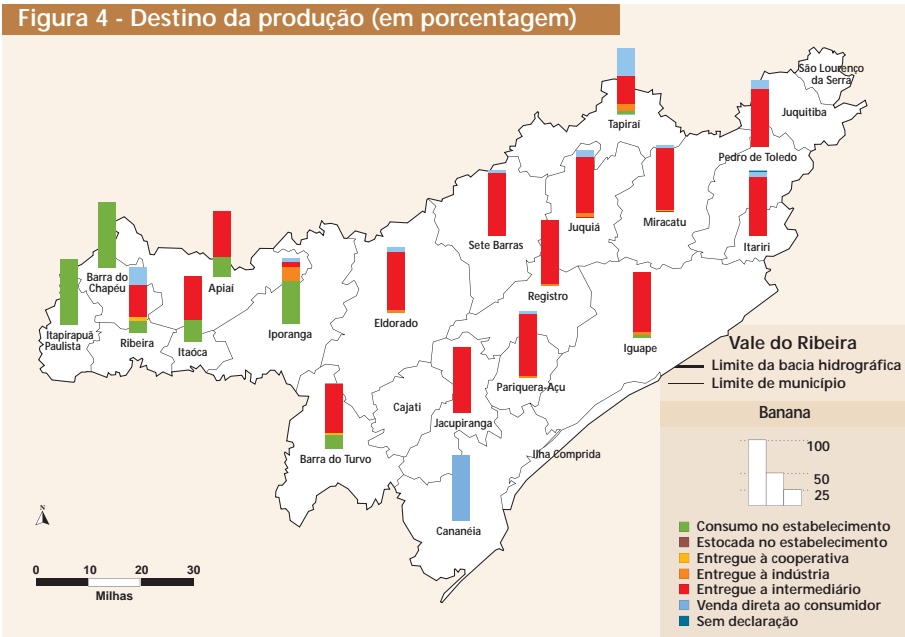 Figura 4 - Destino da produção (em porcentagem)
São Lourenço
da Serra
Juquitiba
Tapiraí
Pedro de Toledo
Juquiá
Miracatu
Itariri
Sete Barras
Barra do
Chapéu
Apiaí
Registro
Itapirapuã
Paulista
Ribeira
Itaóca
Iporanga
Eldorado
Iguape
Pariquera-Açu
Cajati
Jacupiranga
Barra do Turvo
Ilha Comprida
Cananéia
N
0 10 20 30
Milhas
Vale do Ribeira
Limite da bacia hidrográfica
Limite de município
Banana
100
50
25
Consumo no estabelecimento
Estocada no estabelecimento
Entregue à cooperativa
Entregue à indústria
Entregue a intermediário
Venda direta ao consumidor
Sem declaração